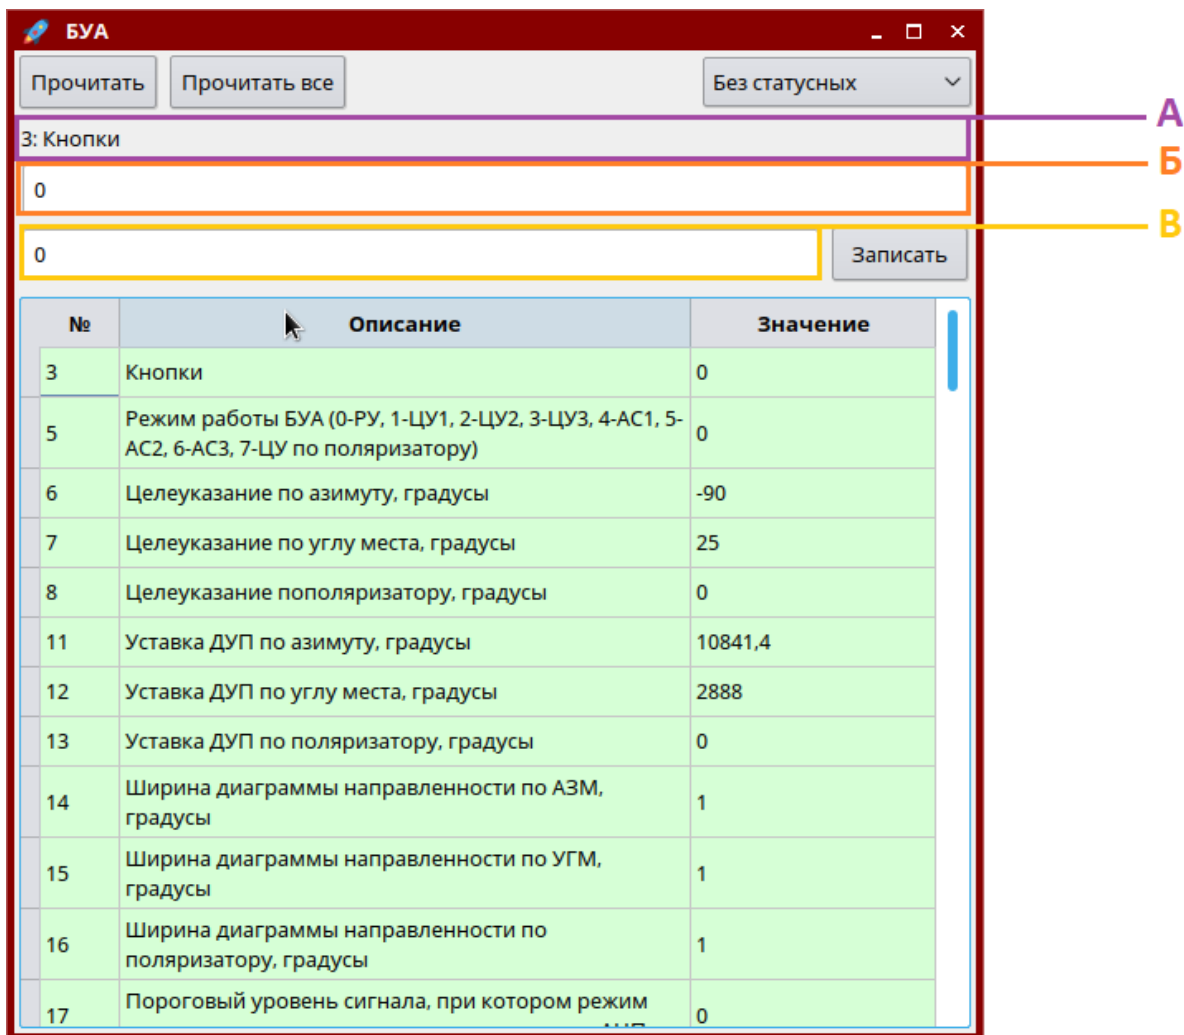 БУА
Прочитать Прочитать все Без статусных
А
3: Кнопки
Б
0
В
0 Записать
№ Описание Значение
3 Кнопки 0
5 Режим работы БУА (0-РУ, 1-ЦУ1, 2-ЦУ2, 3-ЦУ3, 4-АС1, 5-
АС2, 6-АС3, 7-ЦУ по поляризатору) 0
6 Целеуказание по азимуту, градусы -90
7 Целеуказание по углу места, градусы 25
8 Целеуказание пополяризатору, градусы 0
11 Уставка ДУП по азимуту, градусы 10841,4
12 Уставка ДУП по углу места, градусы 2888
13 Уставка ДУП по поляризатору, градусы 0
14 Ширина диаграммы направленности по АЗМ,
градусы 1
15 Ширина диаграммы направленности по УГМ,
градусы 1
16 Ширина диаграммы направленности по
поляризатору, градусы 1
17 Пороговый уровень сигнала, при котором режим 0